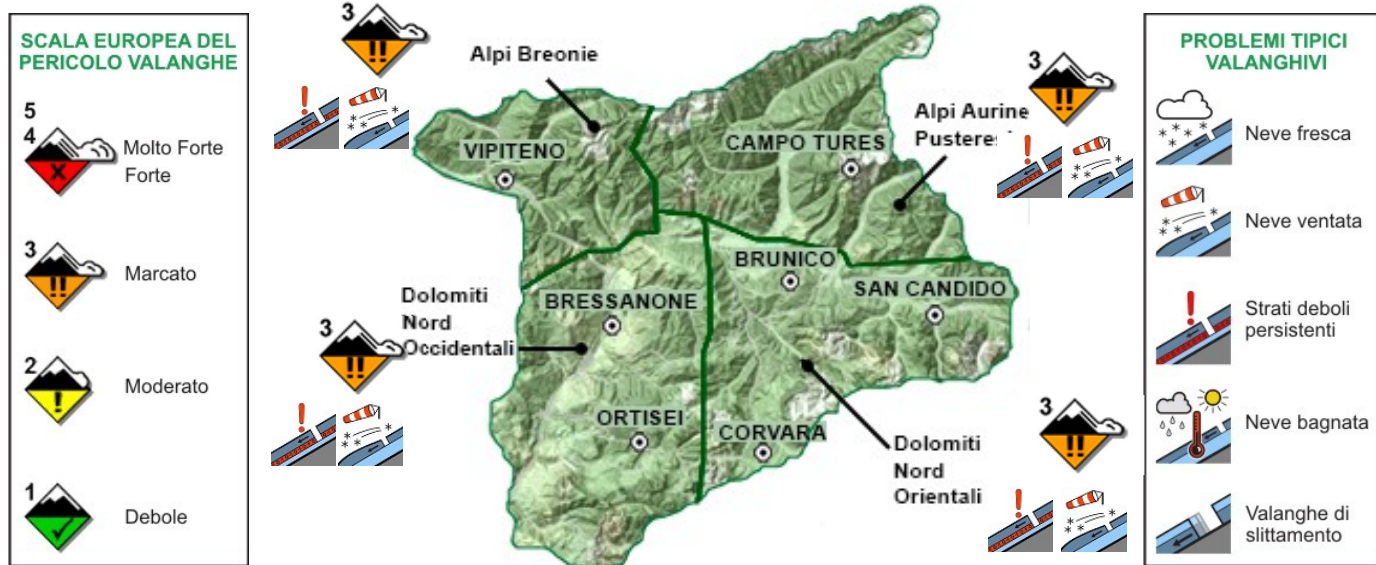 SCALA EUROPEA DEL
PERICOLO VALANGHE
5
4
Molto Forte
Forte
3
Marcato
2
Moderato
1
Debole
3
Alpi Breonie
VIPITENO
CAMPO TURES
Alpi Aurine
3
BRUNICO
SAN CANDIDO
BRESSANONE
Dolomiti
Nord
Occidentali
3
ORTISEI
CORVARA
Dolomiti
Nord
Orientali
3
PROBLEMI TIPICI
VALANGHIVI
Neve fresca
Neve ventata
Strati deboli
persistenti
Neve bagnata
Valanghe di
slittamento